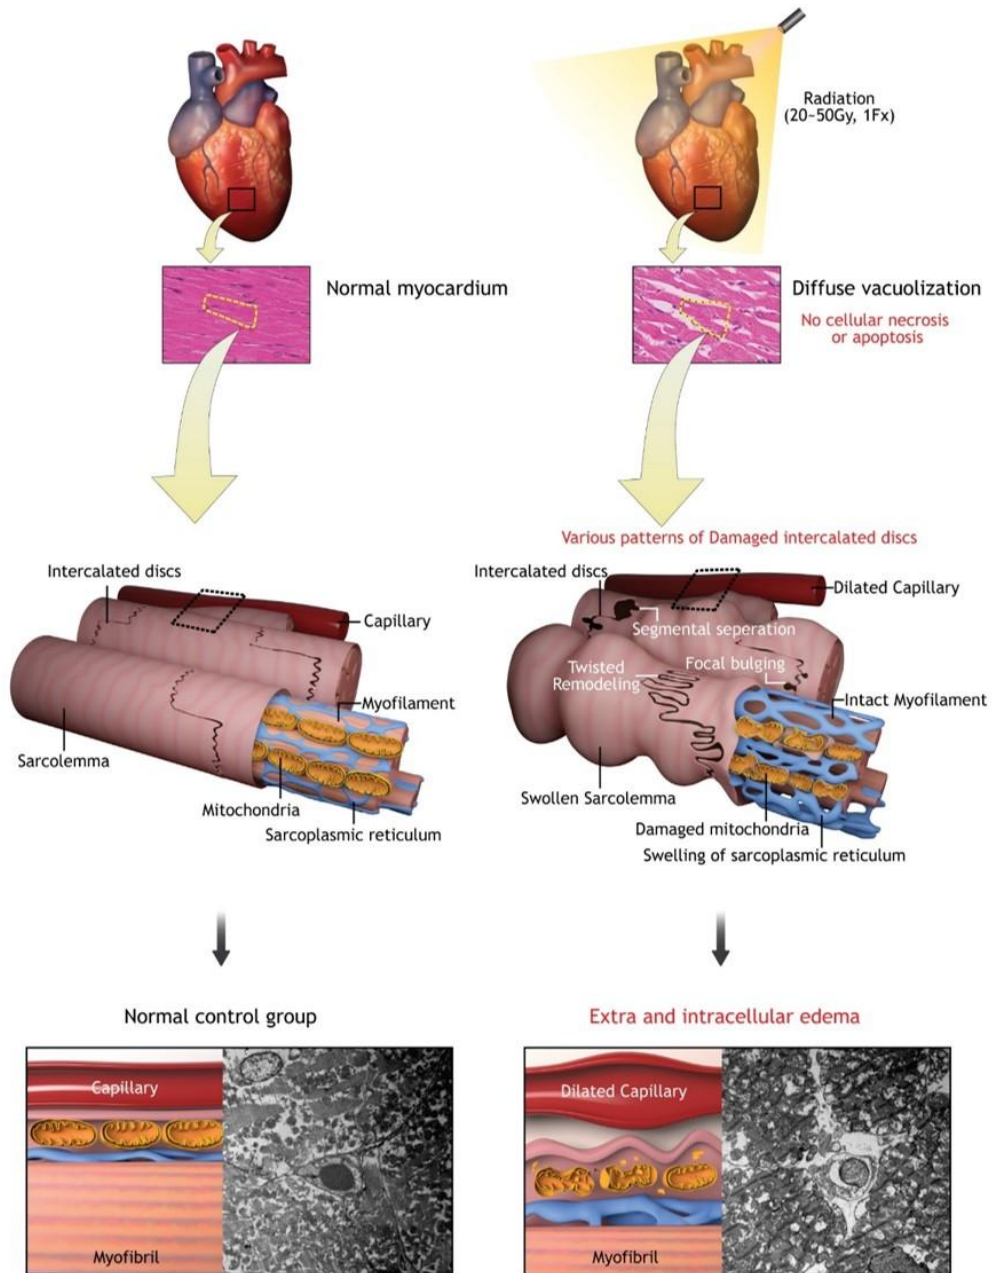 Radiation
(20~50Gy, 1Fx)
Normal myocardium
Diffuse vacuolization
No cellular necrosis
or apoptosis
Various patterns of Damaged intercalated discs
Intercalated discs
Capillary
Myofilament
Sarcolemma
Mitochondria
Sarcoplasmic reticulum
Intercalated discs
Dilated Capillary
Segmental seperation
Twisted
Remodeling
Focal bulging
Intact Myofilament
Swollen Sarcolemma
Damaged mitochondria
Swelling of sarcoplasmic reticulum
Normal control group
Extra and intracellular edema
Capillary
Myofibril
Dilated Capillary
Myofibril